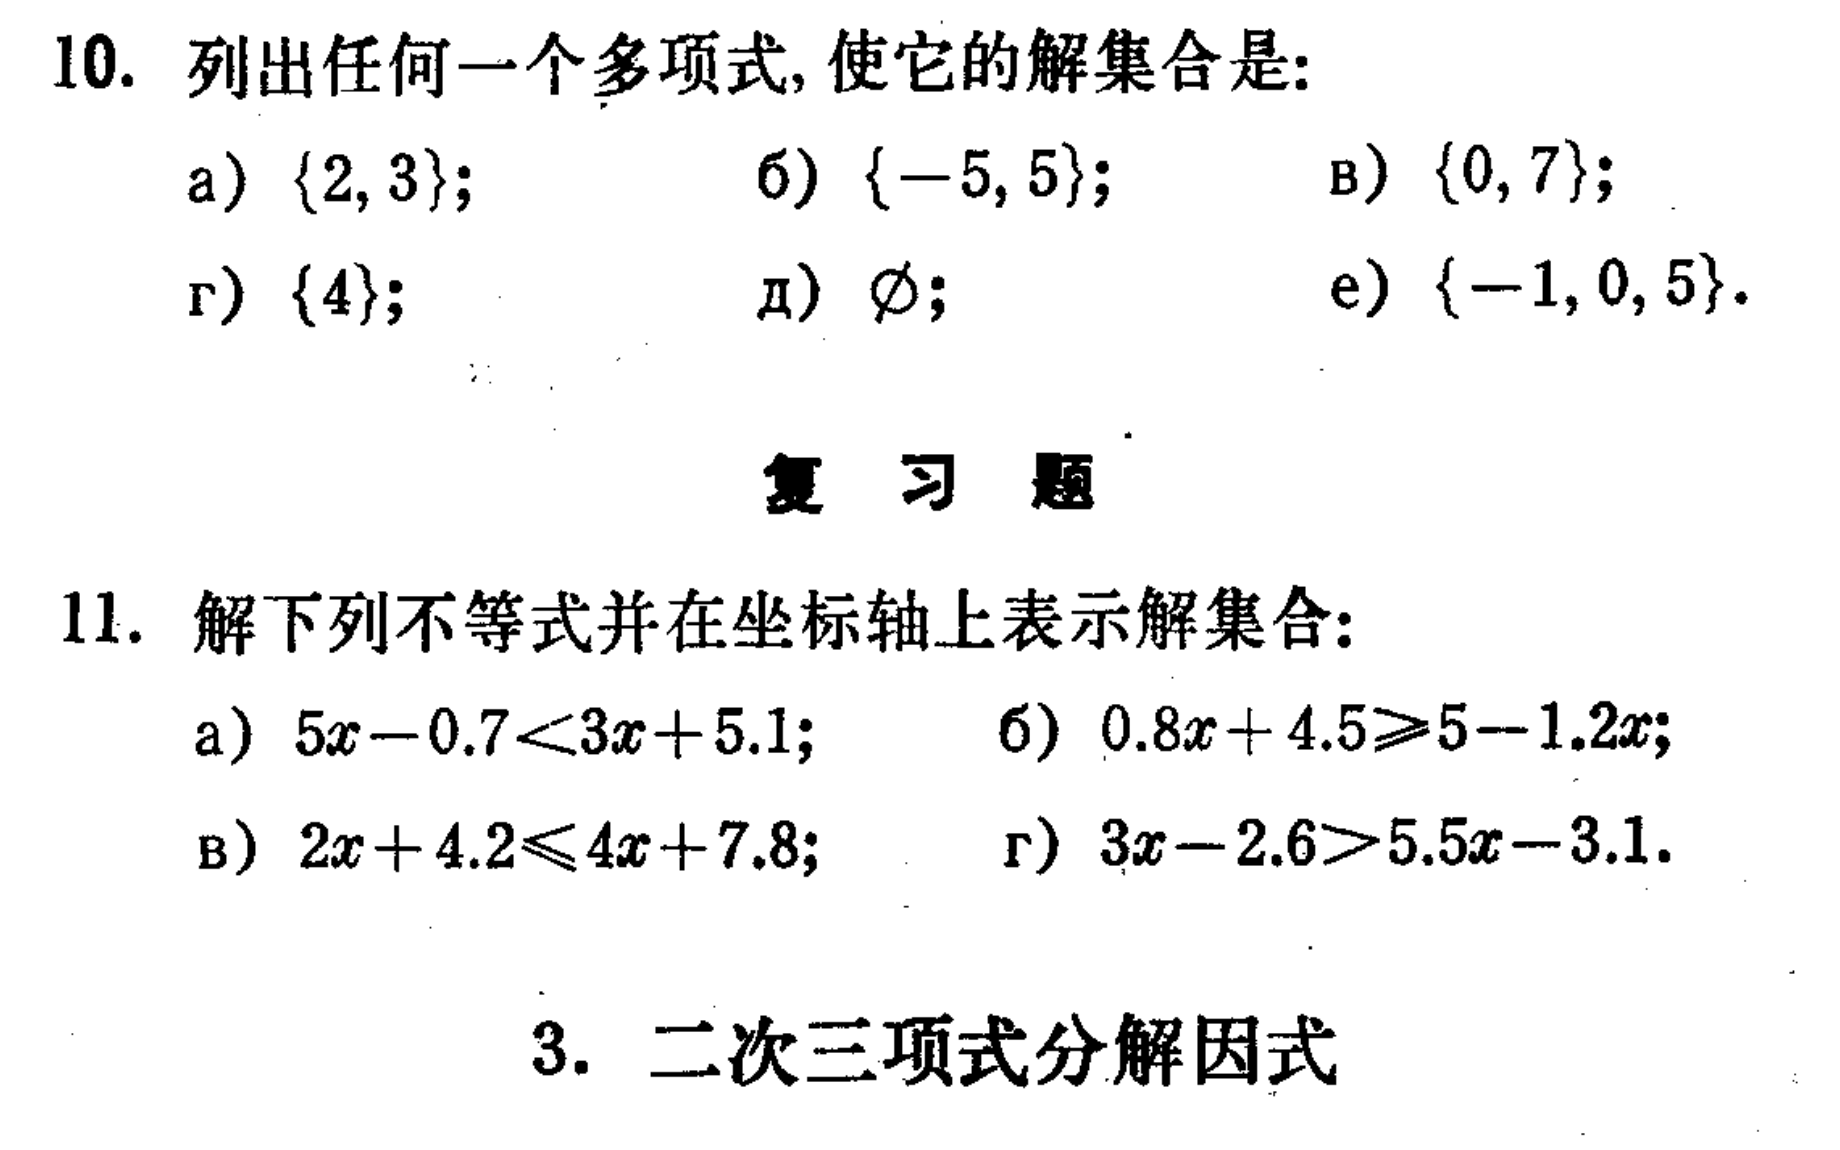 10. 列出任何一个多项式, 使它的解集合是:
а) {2, 3}; б) {−5, 5}; в) {0, 7};
г) {4}; д) ∅; е) {−1, 0, 5}.
复 习 题
11. 解下列不等式并在坐标轴上表示解集合:
а) 5x−0.7<3x+5.1; б) 0.8x+4.5⩾5−1.2x;
в) 2x+4.2⩽4x+7.8; г) 3x−2.6>5.5x−3.1.
3. 二次三项式分解因式